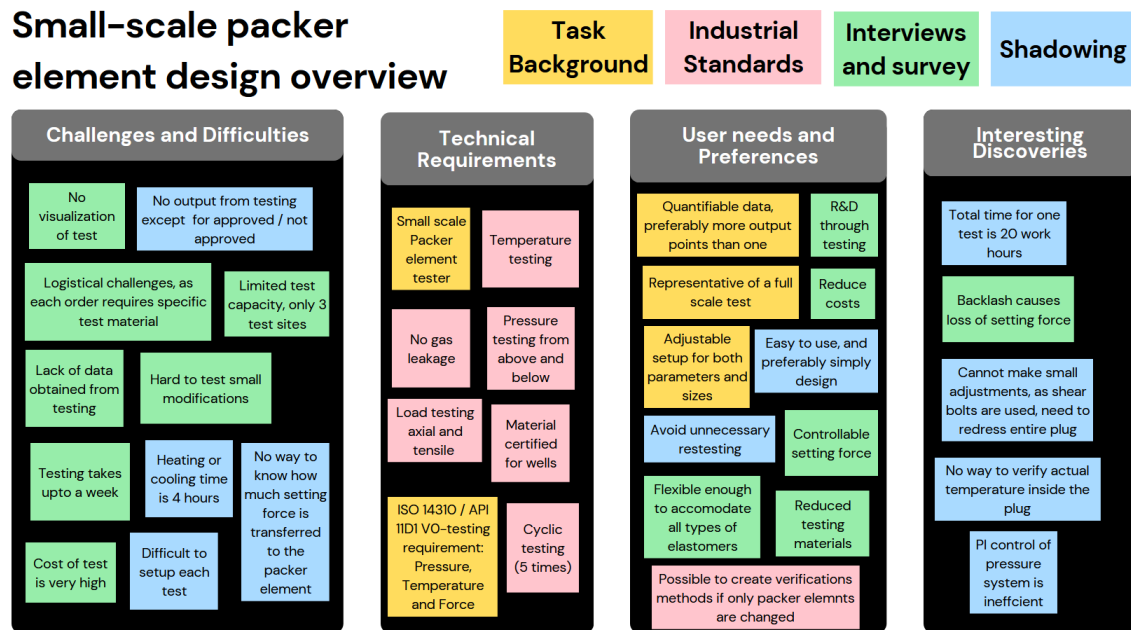 Small-scale packer
element design overview
Task
Background
Industrial
Standards
Interviews
and survey
Shadowing
Challenges and Difficulties
No
visualization
of test
No output from testing
except for approved / not
approved
Logistical challenges, as
each order requires specific
test material
Limited test
capacity, only 3
test sites
Lack of data
obtained from
testing
Hard to test small
modifications
Testing takes
upto a week
Heating or
cooling time
is 4 hours
No way to
know how
much setting
force is
transferred to
the packer
element
Cost of test
is very high
Difficult to
setup each
test
Technical
Requirements
Small scale
Packer
element
tester
Temperature
testing
No gas
leakage
Pressure
testing from
above and
below
Load testing
axial and
tensile
Material
certified
for wells
ISO 14310 / API
11D1 V0-testing
requirement:
Pressure,
Temperature
and Force
Cyclic
testing
(5 times)
User needs and
Preferences
Quantifiable data,
preferably more output
points than one
R&D
through
testing
Representative of a full
scale test
Reduce
costs
Adjustable
setup for both
parameters and
sizes
Easy to use, and
preferably simply
design
Avoid unnecessary
restesting
Controllable
setting force
Flexible enough
to accomodate
all types of
elastomers
Reduced
testing
materials
Possible to create verifications
methods if only packer elemnts
are changed
Interesting
Discoveries
Total time for one
test is 20 work
hours
Backlash causes
loss of setting force
Cannot make small
adjustments, as shear
bolts are used, need to
redress entire plug
No way to verify actual
temperature inside the
plug
PI control of
pressure
system is
ineffcient